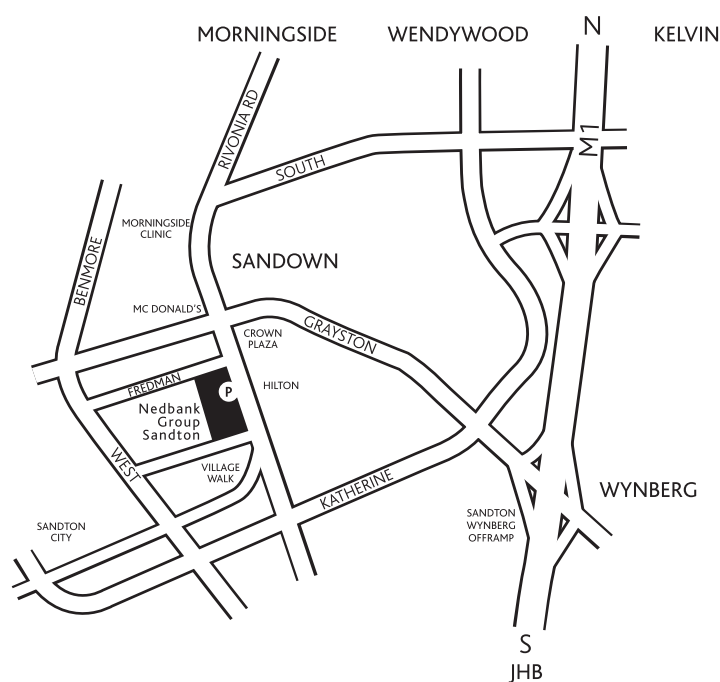 N
MORNINGSIDE
WENDYWOOD
KELVIN
RIVONIA RD
M1
SOUTH
MORNINGSIDE
CLINIC
SANDOWN
BENMORE
MC DONALD'S
GRAYSTON
CROWN
PLAZA
FREDMAN
P
HILTON
Nedbank
Group
Sandton
WEST
VILLAGE
WALK
KATHERINE
WYNBERG
SANDTON
CITY
SANDTON
WYNBERG
OFFRAMP
S
JHB